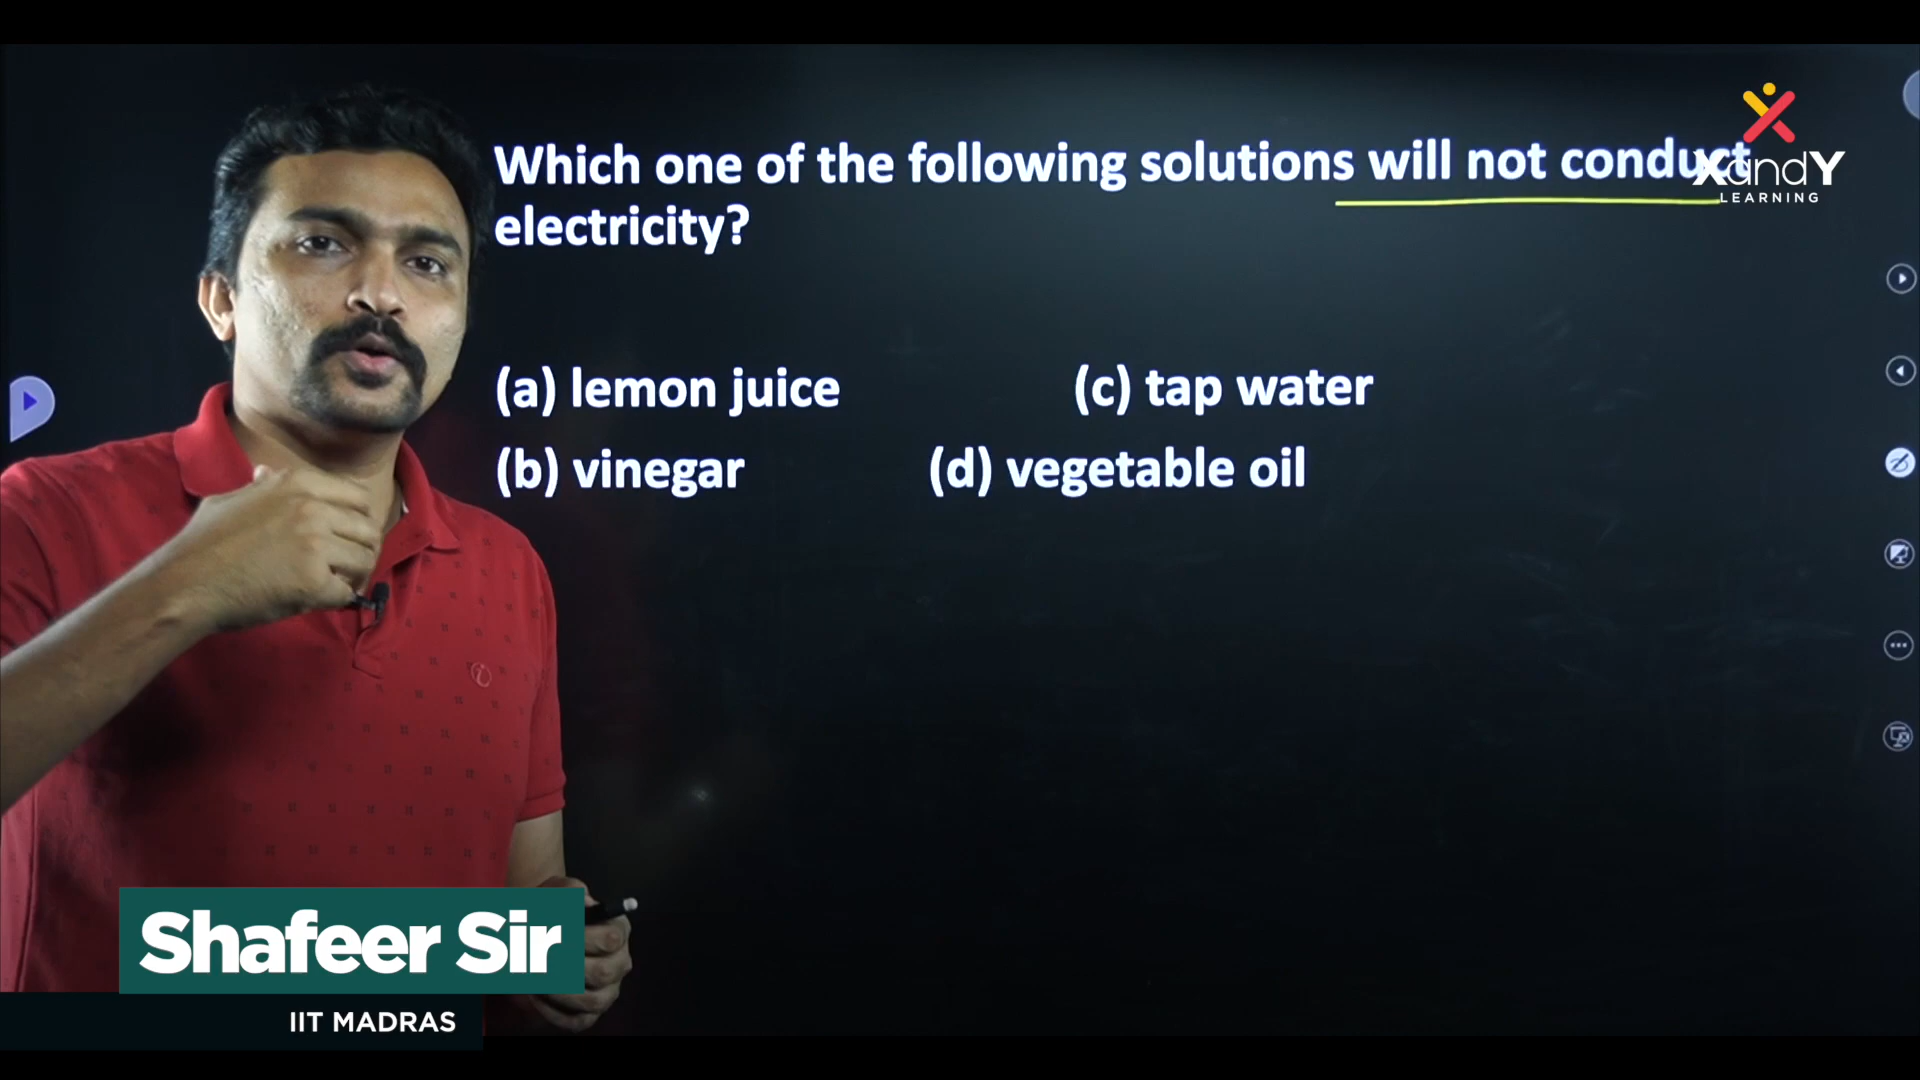 Which one of the following solutions will not conduct
electricity?
XandY
LEARNING
(a) lemon juice (c) tap water
(b) vinegar (d) vegetable oil
Shafeer Sir
IIT MADRAS